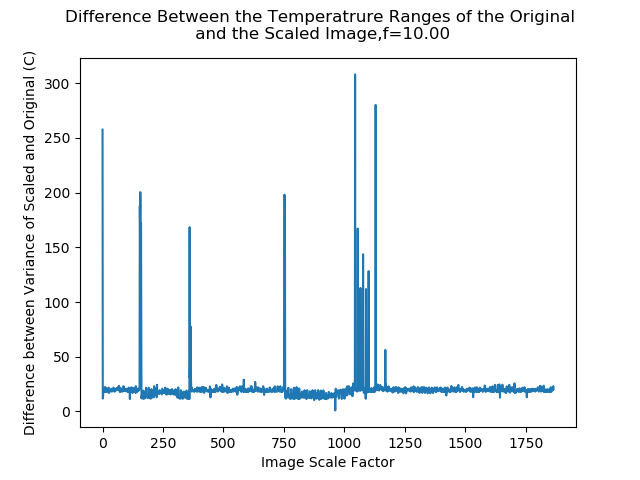 Difference Between the Temperatrure Ranges of the Original
and the Scaled Image,f=10.00
Difference between Variance of Scaled and Original (C)
300
250
200
150
100
50
0
0 250 500 750 1000 1250 1500 1750
Image Scale Factor